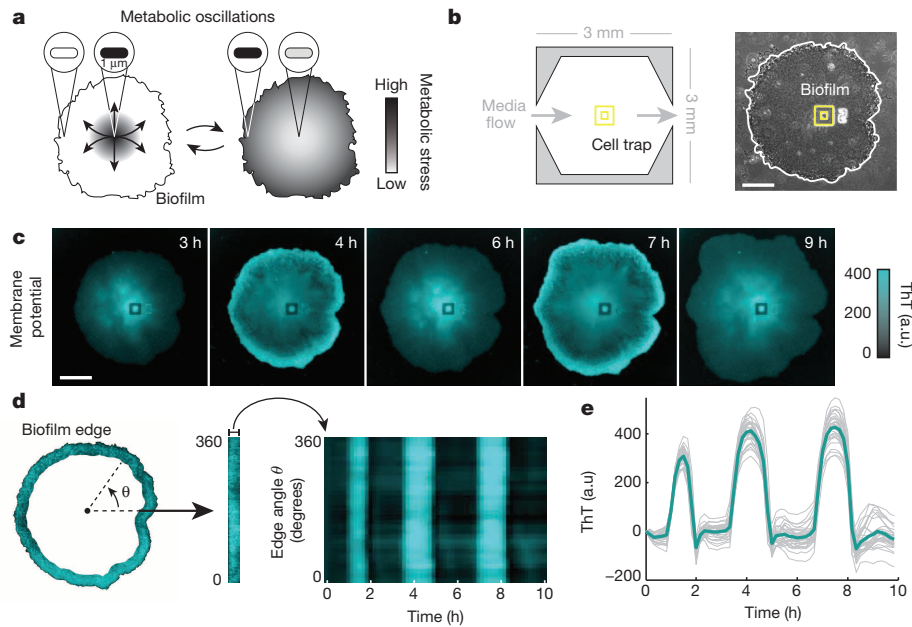 a
Metabolic oscillations
1 μm
High
Low
Metabolic stress
Biofilm
b
3 mm
3 mm
Media
flow
Cell trap
Biofilm
c
Membrane
potential
3 h
4 h
6 h
7 h
9 h
400
200
0
ThT (a.u)
d
Biofilm edge
θ
360
0
Edge angle θ
(degrees)
360
0
0 2 4 6 8 10
Time (h)
e
ThT (a.u)
400
200
0
−200
0 2 4 6 8 10
Time (h)